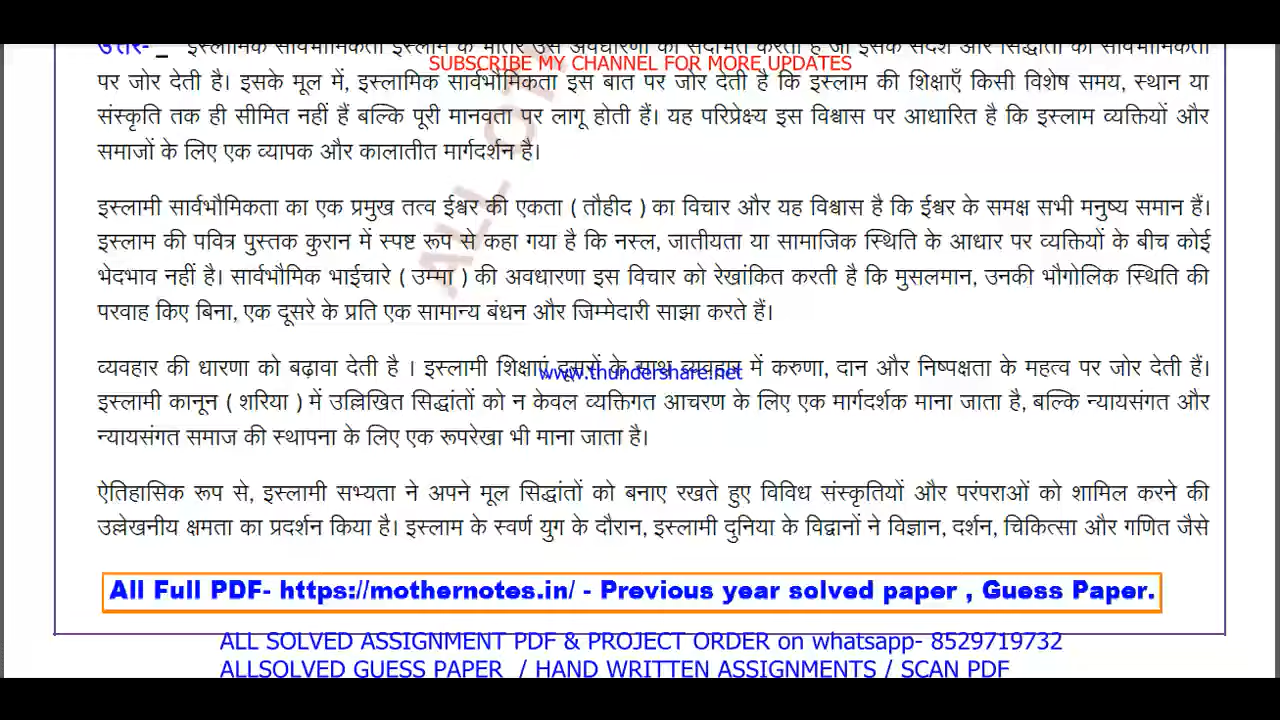 उत्तर- _ इस्लामिक सार्वभौमिकता इस्लाम के भीतर उस अवधारणा को संदर्भित करती है जो इसके संदेश और सिद्धांतों की सार्वभौमिकता
SUBSCRIBE MY CHANNEL FOR MORE UPDATES
पर जोर देती है। इसके मूल में, इस्लामिक सार्वभौमिकता इस बात पर जोर देती है कि इस्लाम की शिक्षाएँ किसी विशेष समय, स्थान या
संस्कृति तक ही सीमित नहीं हैं बल्कि पूरी मानवता पर लागू होती हैं। यह परिप्रेक्ष्य इस विश्वास पर आधारित है कि इस्लाम व्यक्तियों और
समाजों के लिए एक व्यापक और कालातीत मार्गदर्शन है।
इस्लामी सार्वभौमिकता का एक प्रमुख तत्व ईश्वर की एकता ( तौहीद ) का विचार और यह विश्वास है कि ईश्वर के समक्ष सभी मनुष्य समान हैं।
इस्लाम की पवित्र पुस्तक कुरान में स्पष्ट रूप से कहा गया है कि नस्ल, जातीयता या सामाजिक स्थिति के आधार पर व्यक्तियों के बीच कोई
भेदभाव नहीं है। सार्वभौमिक भाईचारे ( उम्मा ) की अवधारणा इस विचार को रेखांकित करती है कि मुसलमान, उनकी भौगोलिक स्थिति की
परवाह किए बिना, एक दूसरे के प्रति एक सामान्य बंधन और जिम्मेदारी साझा करते हैं।
व्यवहार की धारणा को बढ़ावा देती है । इस्लामी शिक्षाएं दूसरों के साथ व्यवहार में करुणा, दान और निष्पक्षता के महत्व पर जोर देती हैं।
www.thundershare.net
इस्लामी कानून ( शरिया ) में उल्लिखित सिद्धांतों को न केवल व्यक्तिगत आचरण के लिए एक मार्गदर्शक माना जाता है, बल्कि न्यायसंगत और
न्यायसंगत समाज की स्थापना के लिए एक रूपरेखा भी माना जाता है।
ऐतिहासिक रूप से, इस्लामी सभ्यता ने अपने मूल सिद्धांतों को बनाए रखते हुए विविध संस्कृतियों और परंपराओं को शामिल करने की
उल्लेखनीय क्षमता का प्रदर्शन किया है। इस्लाम के स्वर्ण युग के दौरान, इस्लामी दुनिया के विद्वानों ने विज्ञान, दर्शन, चिकित्सा और गणित जैसे
All Full PDF- https://mothernotes.in/ - Previous year solved paper , Guess Paper.
ALL SOLVED ASSIGNMENT PDF & PROJECT ORDER on whatsapp- 8529719732
ALLSOLVED GUESS PAPER / HAND WRITTEN ASSIGNMENTS / SCAN PDF